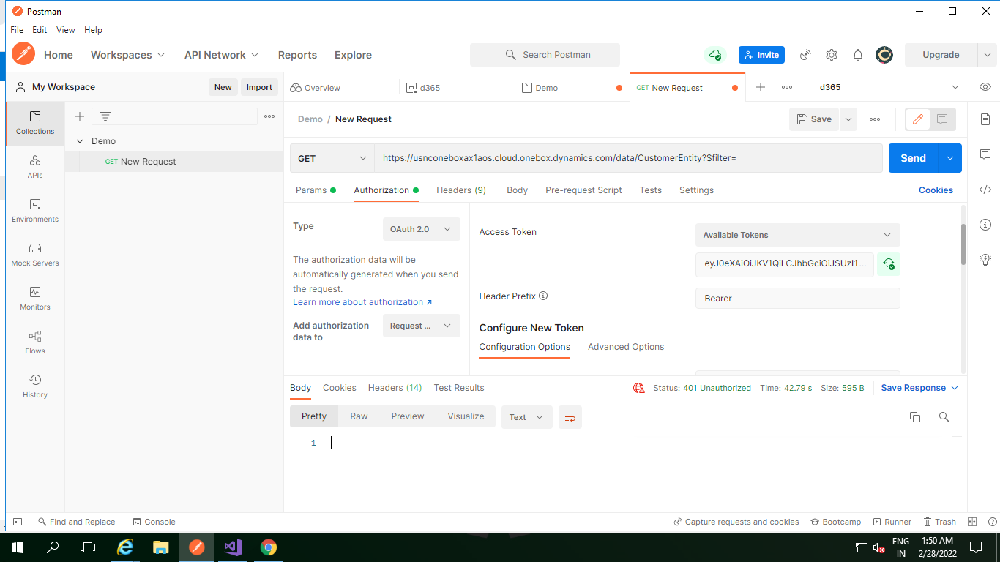 Postman
File Edit View Help
Home Workspaces API Network Reports Explore Search Postman Invite Upgrade
My Workspace New Import Overview d365 Demo GET New Request d365
Collections
APIs
Environments
Mock Servers
Monitors
Flows
History
Demo
GET New Request
Demo / New Request Save
GET https://usnconeboxax1aos.cloud.onebox.dynamics.com/data/CustomerEntity?$filter= Send
Params Authorization Headers (9) Body Pre-request Script Tests Settings Cookies
Type OAuth 2.0
The authorization data will be
automatically generated when you send
the request.
Learn more about authorization ↗
Add authorization
data to
Request ...
Access Token Available Tokens
eyJ0eXAiOiJKV1QiLCJhbGciOiJSUzI1...
Header Prefix Bearer
Configure New Token
Configuration Options Advanced Options
Body Cookies Headers (14) Test Results Status: 401 Unauthorized Time: 42.79 s Size: 595 B Save Response
Pretty Raw Preview Visualize Text
1
Find and Replace Console Capture requests and cookies Bootcamp Runner Trash
ENG
IN
1:50 AM
2/28/2022